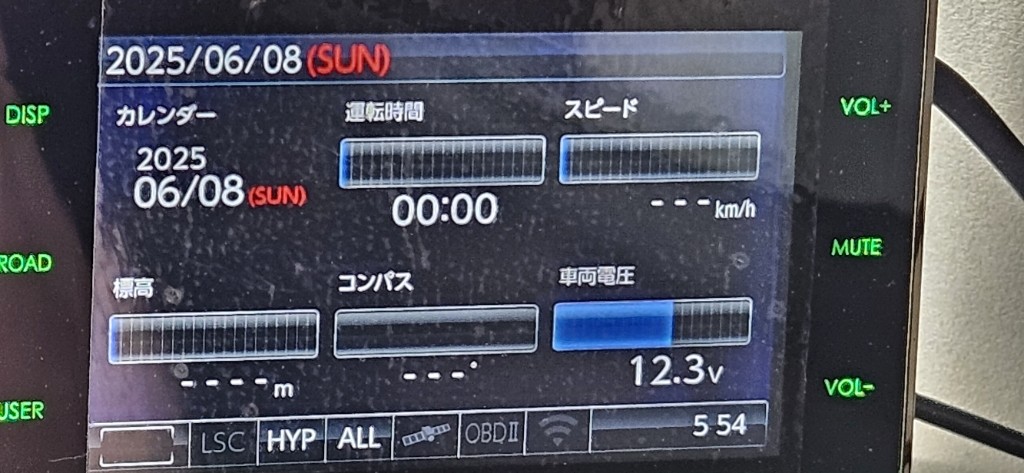 2025/06/08(SUN)
DISP
カレンダー
運転時間
スピード
VOL+
2025
06/08(SUN)
00:00
---km/h
ROAD
MUTE
標高
コンパス
車両電圧
----m
---°
12.3v
VOL-
USER
LSC
HYP
ALL
OBDII
5 54